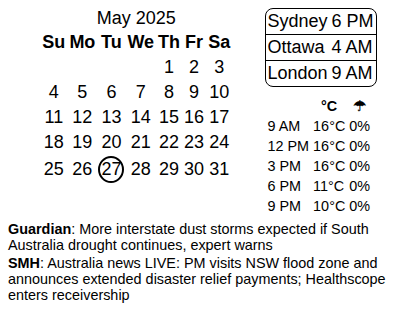 May 2025
Su Mo Tu We Th Fr Sa
1 2 3
4 5 6 7 8 9 10
11 12 13 14 15 16 17
18 19 20 21 22 23 24
25 26 27 28 29 30 31
Sydney 6 PM
Ottawa 4 AM
London 9 AM
°C ☂
9 AM 16°C 0%
12 PM 16°C 0%
3 PM 16°C 0%
6 PM 11°C 0%
9 PM 10°C 0%
Guardian: More interstate dust storms expected if South
Australia drought continues, expert warns
SMH: Australia news LIVE: PM visits NSW flood zone and
announces extended disaster relief payments; Healthscope
enters receivership